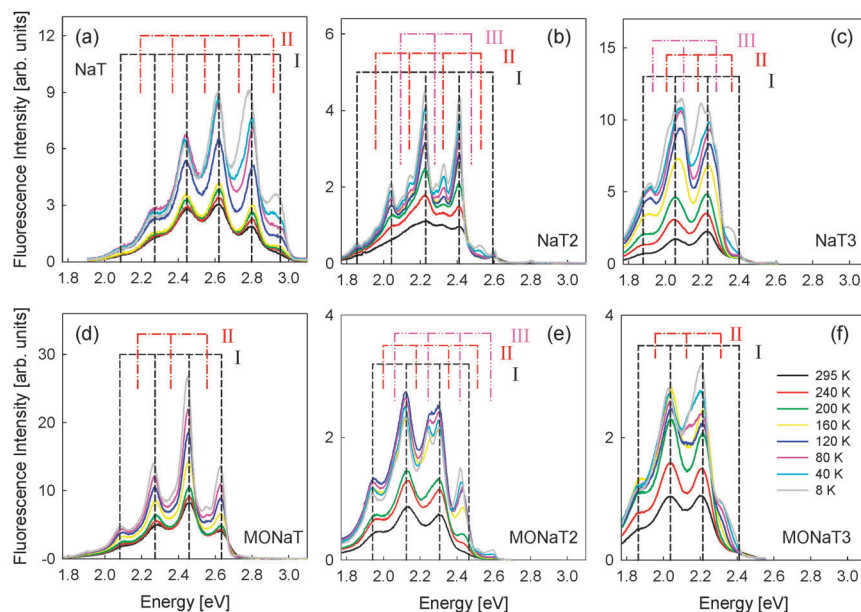 (a)
II
I
NaT
12
9
6
3
0
Fluorescence Intensity [arb. units]
1.8 2.0 2.2 2.4 2.6 2.8 3.0
(b)
III
II
I
6
4
2
0
NaT2
1.8 2.0 2.2 2.4 2.6 2.8 3.0
(c)
III
II
I
15
10
5
0
NaT3
1.8 2.0 2.2 2.4 2.6 2.8 3.0
(d)
II
I
30
20
10
-0
Fluorescence Intensity [arb. units]
MONaT
1.8 2.0 2.2 2.4 2.6 2.8 3.0
Energy [eV]
(e)
III
II
I
4
2
0
MONaT2
1.8 2.0 2.2 2.4 2.6 2.8 3.0
Energy [eV]
(f)
II
I
4
2
0
295 K
240 K
200 K
160 K
120 K
80 K
40 K
8 K
MONaT3
1.8 2.0 2.2 2.4 2.6 2.8 3.0
Energy [eV]